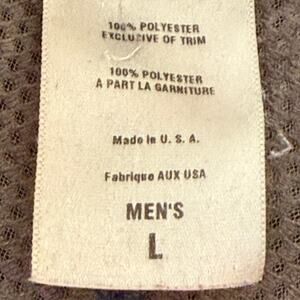 100% POLYESTER
EXCLUSIVE OF TRIM
100% POLYESTER
A PART LA GARNITURE
Made in U. S. A.
Fabrique AUX USA
MEN'S
L